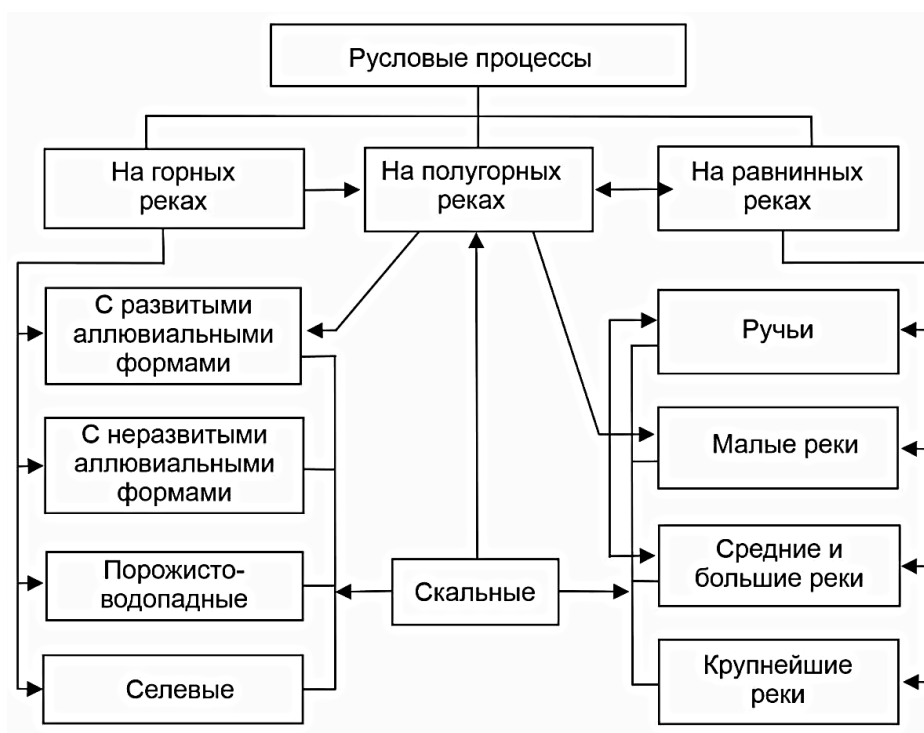 Русловые процессы
На горных
реках
На полугорных
реках
На равнинных
реках
С развитыми
аллювиальными
формами
С неразвитыми
аллювиальными
формами
Порожисто-
водопадные
Селевые
Скальные
Ручьи
Малые реки
Средние и
большие реки
Крупнейшие
реки